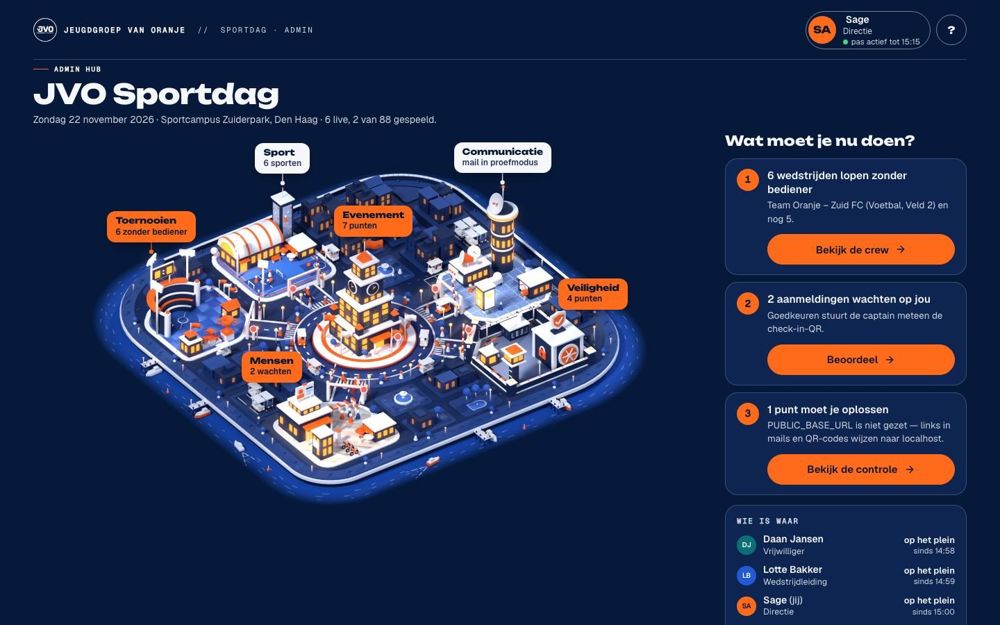 JVO JEUGDGROEP VAN ORANJE // SPORTDAG · ADMIN
SA
Sage
Directie
pas actief tot 15:15
?
ADMIN HUB
JVO Sportdag
Zondag 22 november 2026 · Sportcampus Zuiderpark, Den Haag · 6 live, 2 van 88 gespeeld.
Sport
6 sporten
Communicatie
mail in proefmodus
Toernooien
6 zonder bediener
Evenement
7 punten
Veiligheid
4 punten
Mensen
2 wachten
Wat moet je nu doen?
1
6 wedstrijden lopen zonder
bediener
Team Oranje – Zuid FC (Voetbal, Veld 2) en
nog 5.
Bekijk de crew →
2
2 aanmeldingen wachten op jou
Goedkeuren stuurt de captain meteen de
check-in-QR.
Beoordeel →
3
1 punt moet je oplossen
PUBLIC_BASE_URL is niet gezet — links in
mails en QR-codes wijzen naar localhost.
Bekijk de controle →
WIE IS WAAR
DJ
Daan Jansen
Vrijwilliger
op het plein
sinds 14:58
LB
Lotte Bakker
Wedstrijdleiding
op het plein
sinds 14:59
SA
Sage (jij)
Directie
op het plein
sinds 15:00